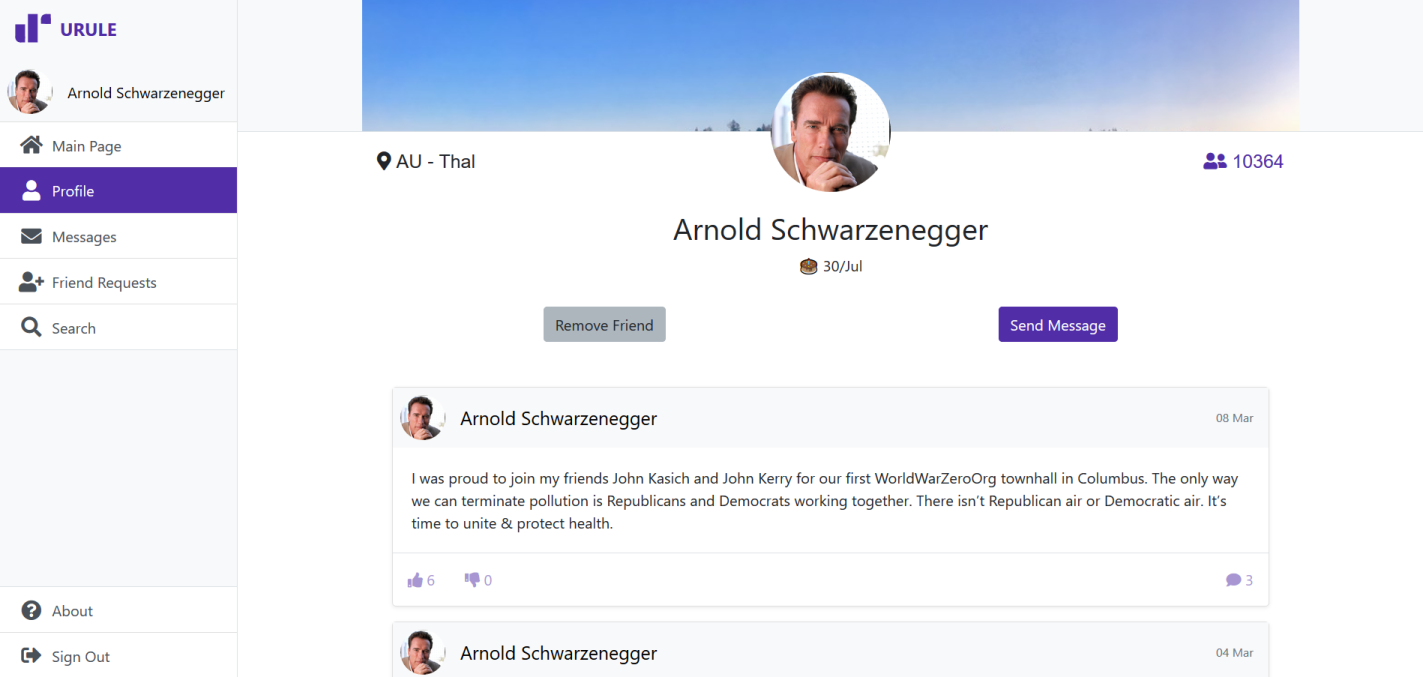 URULE
Arnold Schwarzenegger
Main Page
Profile
Messages
Friend Requests
Search
About
Sign Out
AU - Thal
10364
Arnold Schwarzenegger
30/Jul
Remove Friend
Send Message
Arnold Schwarzenegger
08 Mar
I was proud to join my friends John Kasich and John Kerry for our first WorldWarZeroOrg townhall in Columbus. The only way
we can terminate pollution is Republicans and Democrats working together. There isn’t Republican air or Democratic air. It’s
time to unite & protect health.
6
0
3
Arnold Schwarzenegger
04 Mar